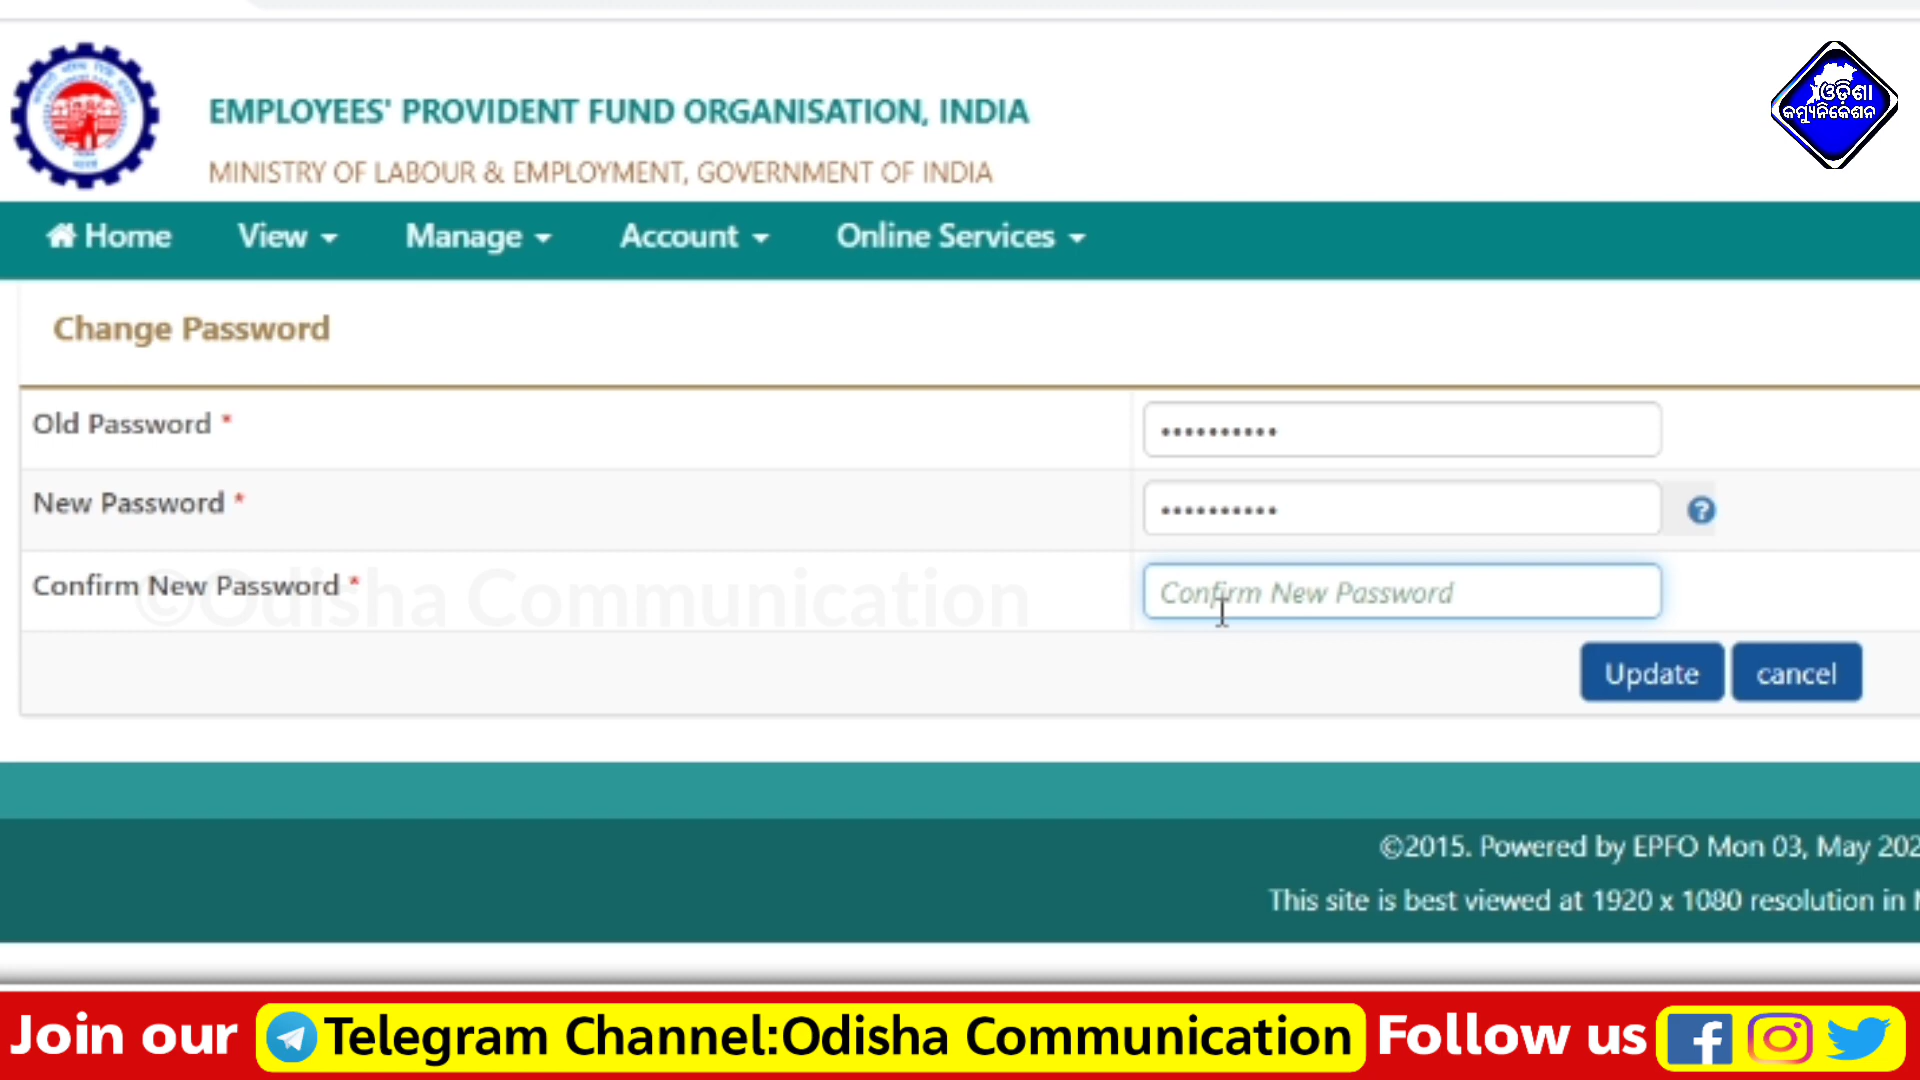 EMPLOYEES' PROVIDENT FUND ORGANISATION, INDIA
MINISTRY OF LABOUR & EMPLOYMENT, GOVERNMENT OF INDIA
ଓଡ଼ିଶା
କମ୍ୟୁନିକେଶନ
Home View Manage Account Online Services
Change Password
Old Password * ••••••••••
New Password * •••••••••• ?
Confirm New Password * Confirm New Password
©Odisha Communication
Update cancel
©2015. Powered by EPFO Mon 03, May 202
This site is best viewed at 1920 x 1080 resolution in
Join our Telegram Channel:Odisha Communication Follow us